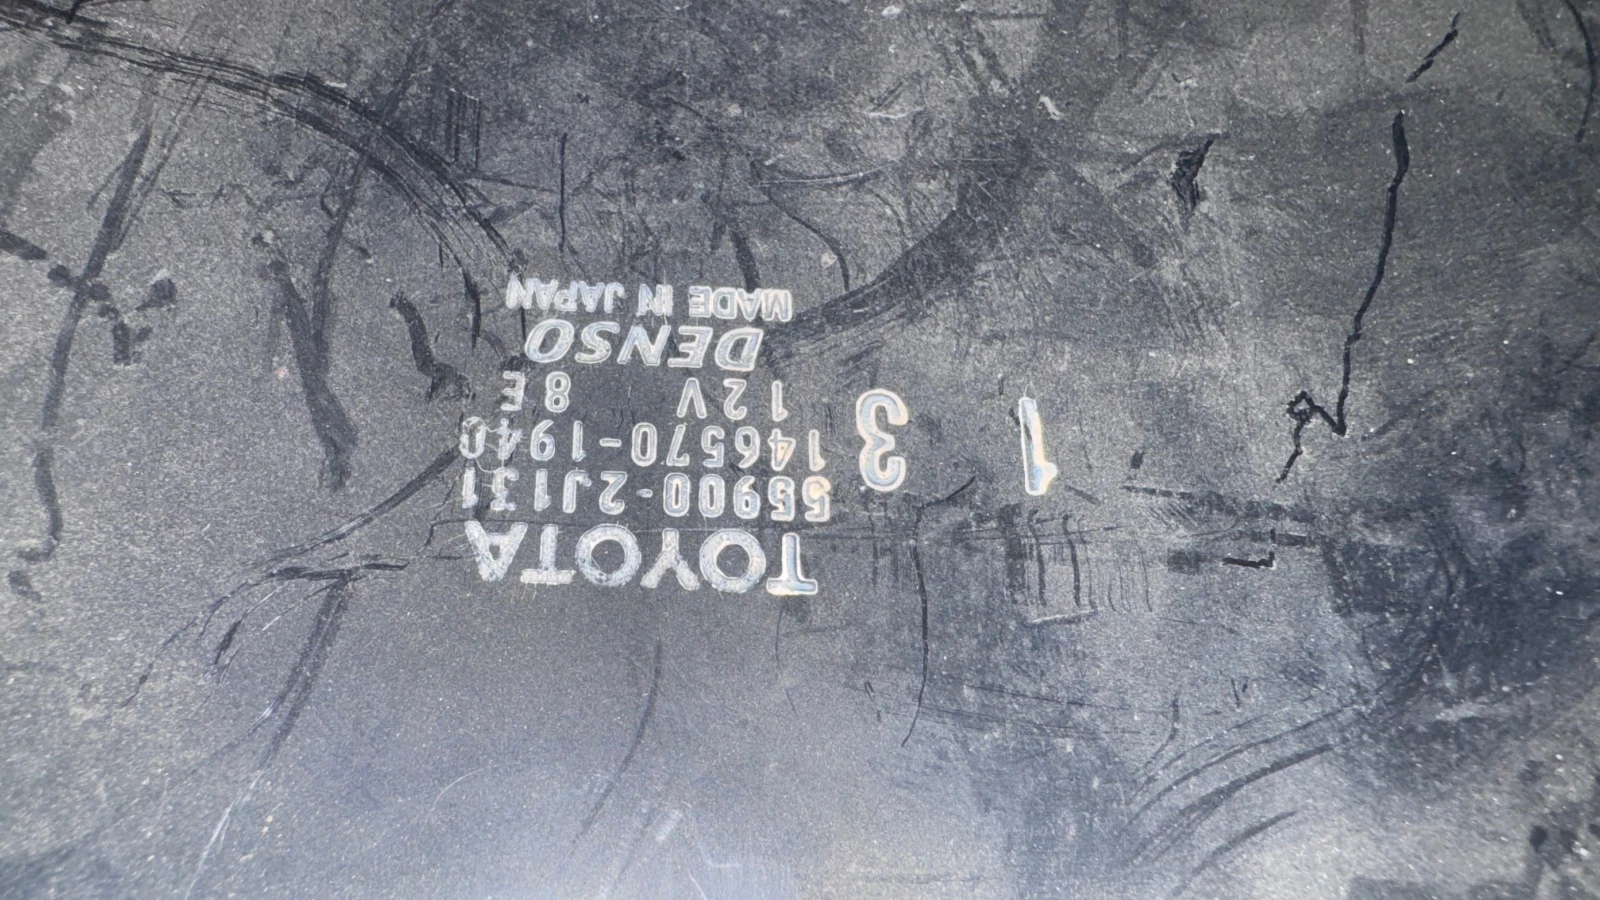 TOYOTA
55900-2J131
146570-1940
12V 8E
DENSO
MADE IN JAPAN
1 3